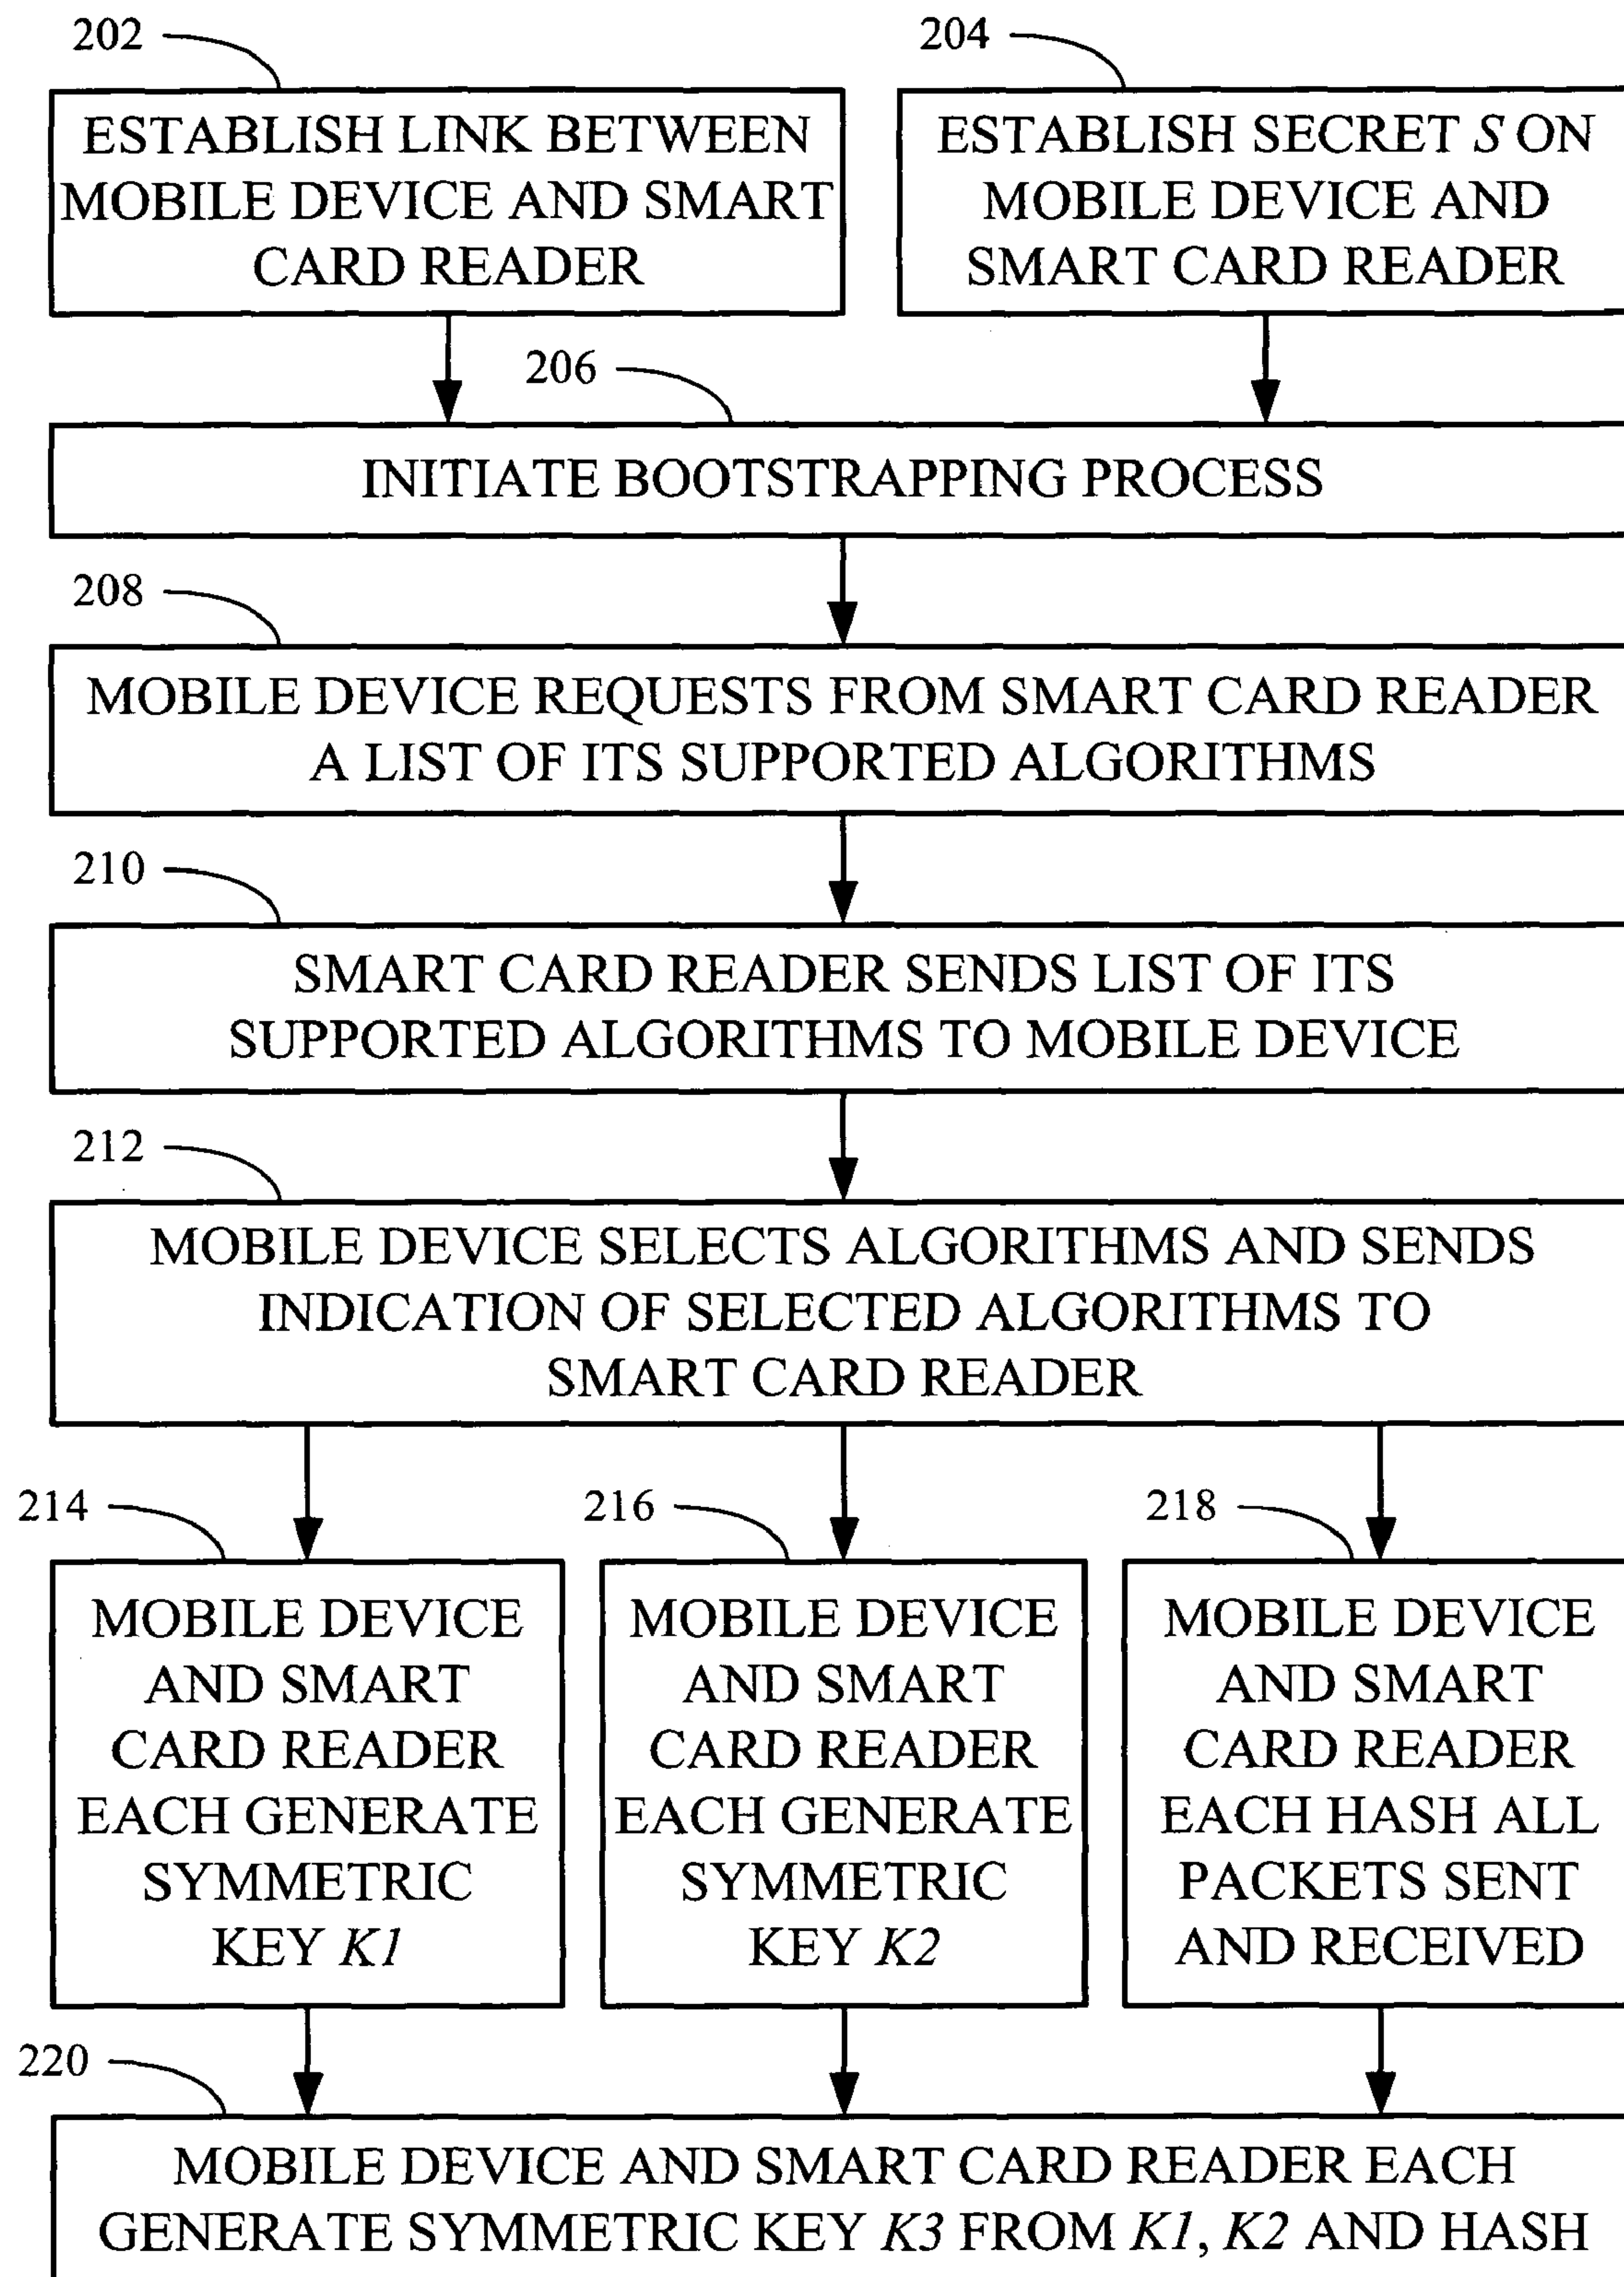 202
204
ESTABLISH LINK BETWEEN
MOBILE DEVICE AND SMART
CARD READER
ESTABLISH SECRET S ON
MOBILE DEVICE AND
SMART CARD READER
206
INITIATE BOOTSTRAPPING PROCESS
208
MOBILE DEVICE REQUESTS FROM SMART CARD READER
A LIST OF ITS SUPPORTED ALGORITHMS
210
SMART CARD READER SENDS LIST OF ITS
SUPPORTED ALGORITHMS TO MOBILE DEVICE
212
MOBILE DEVICE SELECTS ALGORITHMS AND SENDS
INDICATION OF SELECTED ALGORITHMS TO
SMART CARD READER
214
216
218
MOBILE DEVICE
AND SMART
CARD READER
EACH GENERATE
SYMMETRIC
KEY K1
MOBILE DEVICE
AND SMART
CARD READER
EACH GENERATE
SYMMETRIC
KEY K2
MOBILE DEVICE
AND SMART
CARD READER
EACH HASH ALL
PACKETS SENT
AND RECEIVED
220
MOBILE DEVICE AND SMART CARD READER EACH
GENERATE SYMMETRIC KEY K3 FROM K1, K2 AND HASH